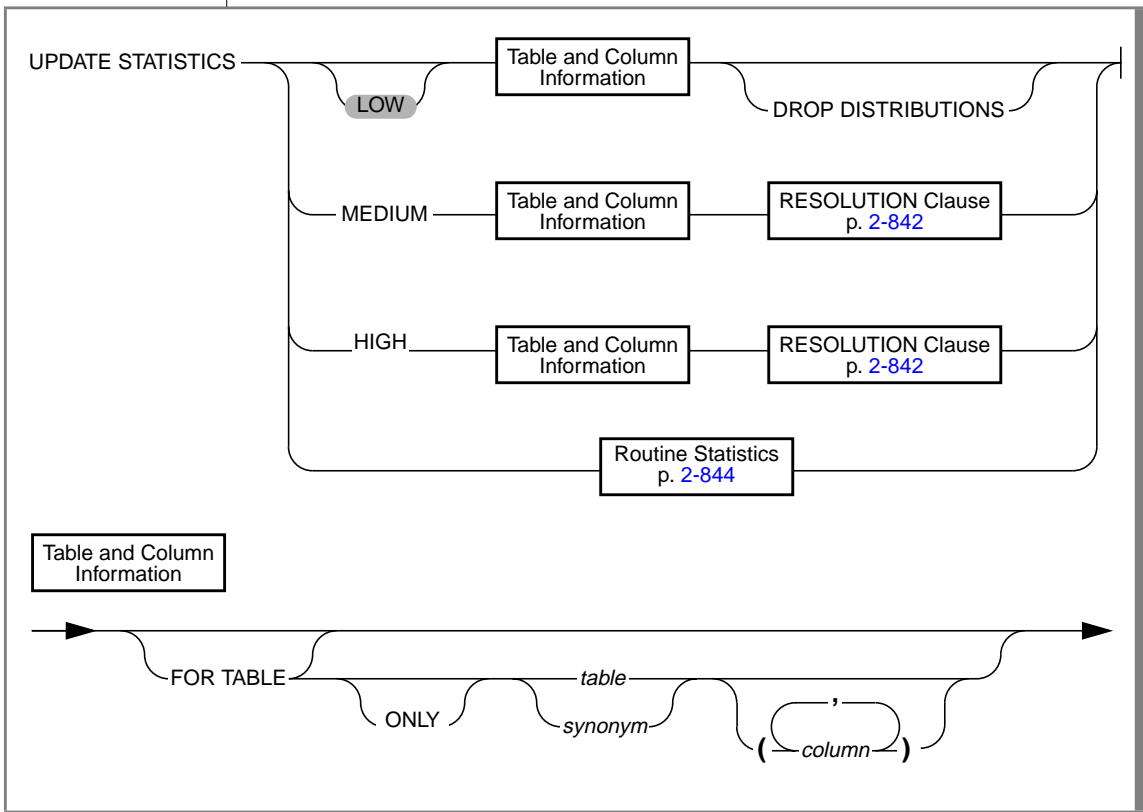 UPDATE STATISTICS
LOW
Table and Column
Information
DROP DISTRIBUTIONS
MEDIUM
Table and Column
Information
RESOLUTION Clause
p. 2-842
HIGH
Table and Column
Information
RESOLUTION Clause
p. 2-842
Routine Statistics
p. 2-844
Table and Column
Information
FOR TABLE
ONLY
table
synonym
,
( column )